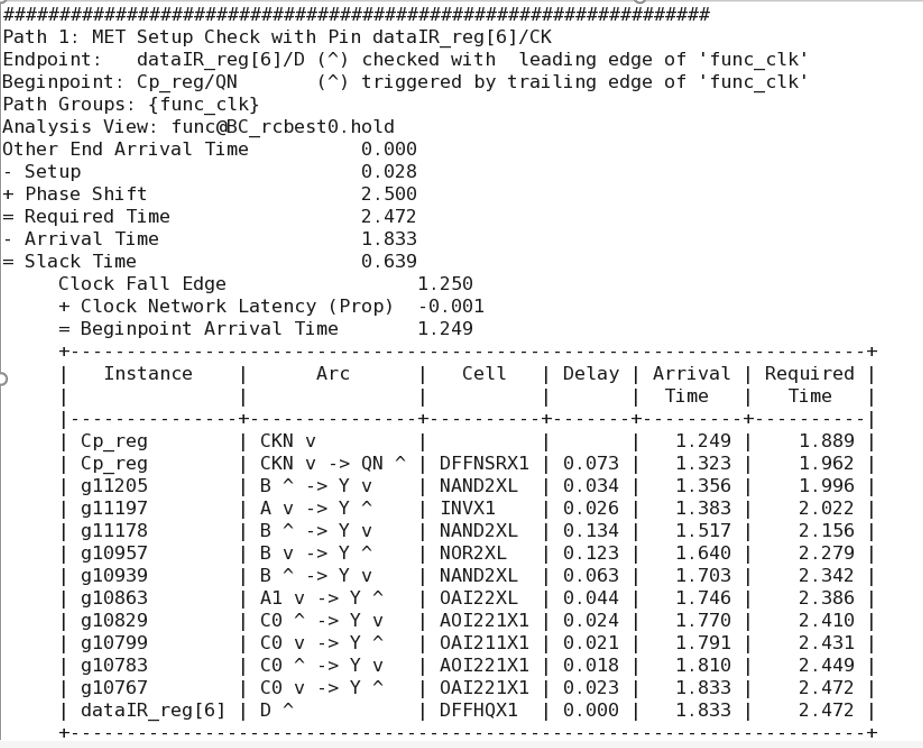 ###############################################################
Path 1: MET Setup Check with Pin dataIR_reg[6]/CK
Endpoint:   dataIR_reg[6]/D (^) checked with  leading edge of 'func_clk'
Beginpoint: Cp_reg/QN       (^) triggered by trailing edge of 'func_clk'
Path Groups: {func_clk}
Analysis View: func@BC_rcbest0.hold
Other End Arrival Time          0.000
- Setup                         0.028
+ Phase Shift                   2.500
= Required Time                 2.472
- Arrival Time                  1.833
= Slack Time                    0.639
     Clock Fall Edge                 1.250
     + Clock Network Latency (Prop)  -0.001
     = Beginpoint Arrival Time       1.249
     +-----------------------------------------------------------------------+
     |   Instance    |      Arc       |   Cell   | Delay | Arrival | Required |
     |               |                |          |       |  Time   |   Time   |
     |---------------+----------------+----------+-------+---------+----------|
     | Cp_reg        | CKN v          |          |       |   1.249 |    1.889 |
     | Cp_reg        | CKN v -> QN ^  | DFFNSRX1 | 0.073 |   1.323 |    1.962 |
     | g11205        | B ^ -> Y v     | NAND2XL  | 0.034 |   1.356 |    1.996 |
     | g11197        | A v -> Y ^     | INVX1    | 0.026 |   1.383 |    2.022 |
     | g11178        | B ^ -> Y v     | NAND2XL  | 0.134 |   1.517 |    2.156 |
     | g10957        | B v -> Y ^     | NOR2XL   | 0.123 |   1.640 |    2.279 |
     | g10939        | B ^ -> Y v     | NAND2XL  | 0.063 |   1.703 |    2.342 |
     | g10863        | A1 v -> Y ^    | OAI22XL  | 0.044 |   1.746 |    2.386 |
     | g10829        | C0 ^ -> Y v    | AOI221X1 | 0.024 |   1.770 |    2.410 |
     | g10799        | C0 v -> Y ^    | OAI211X1 | 0.021 |   1.791 |    2.431 |
     | g10783        | C0 ^ -> Y v    | AOI221X1 | 0.018 |   1.810 |    2.449 |
     | g10767        | C0 v -> Y ^    | OAI221X1 | 0.023 |   1.833 |    2.472 |
     | dataIR_reg[6] | D ^            | DFFHQX1  | 0.000 |   1.833 |    2.472 |
     +-----------------------------------------------------------------------+